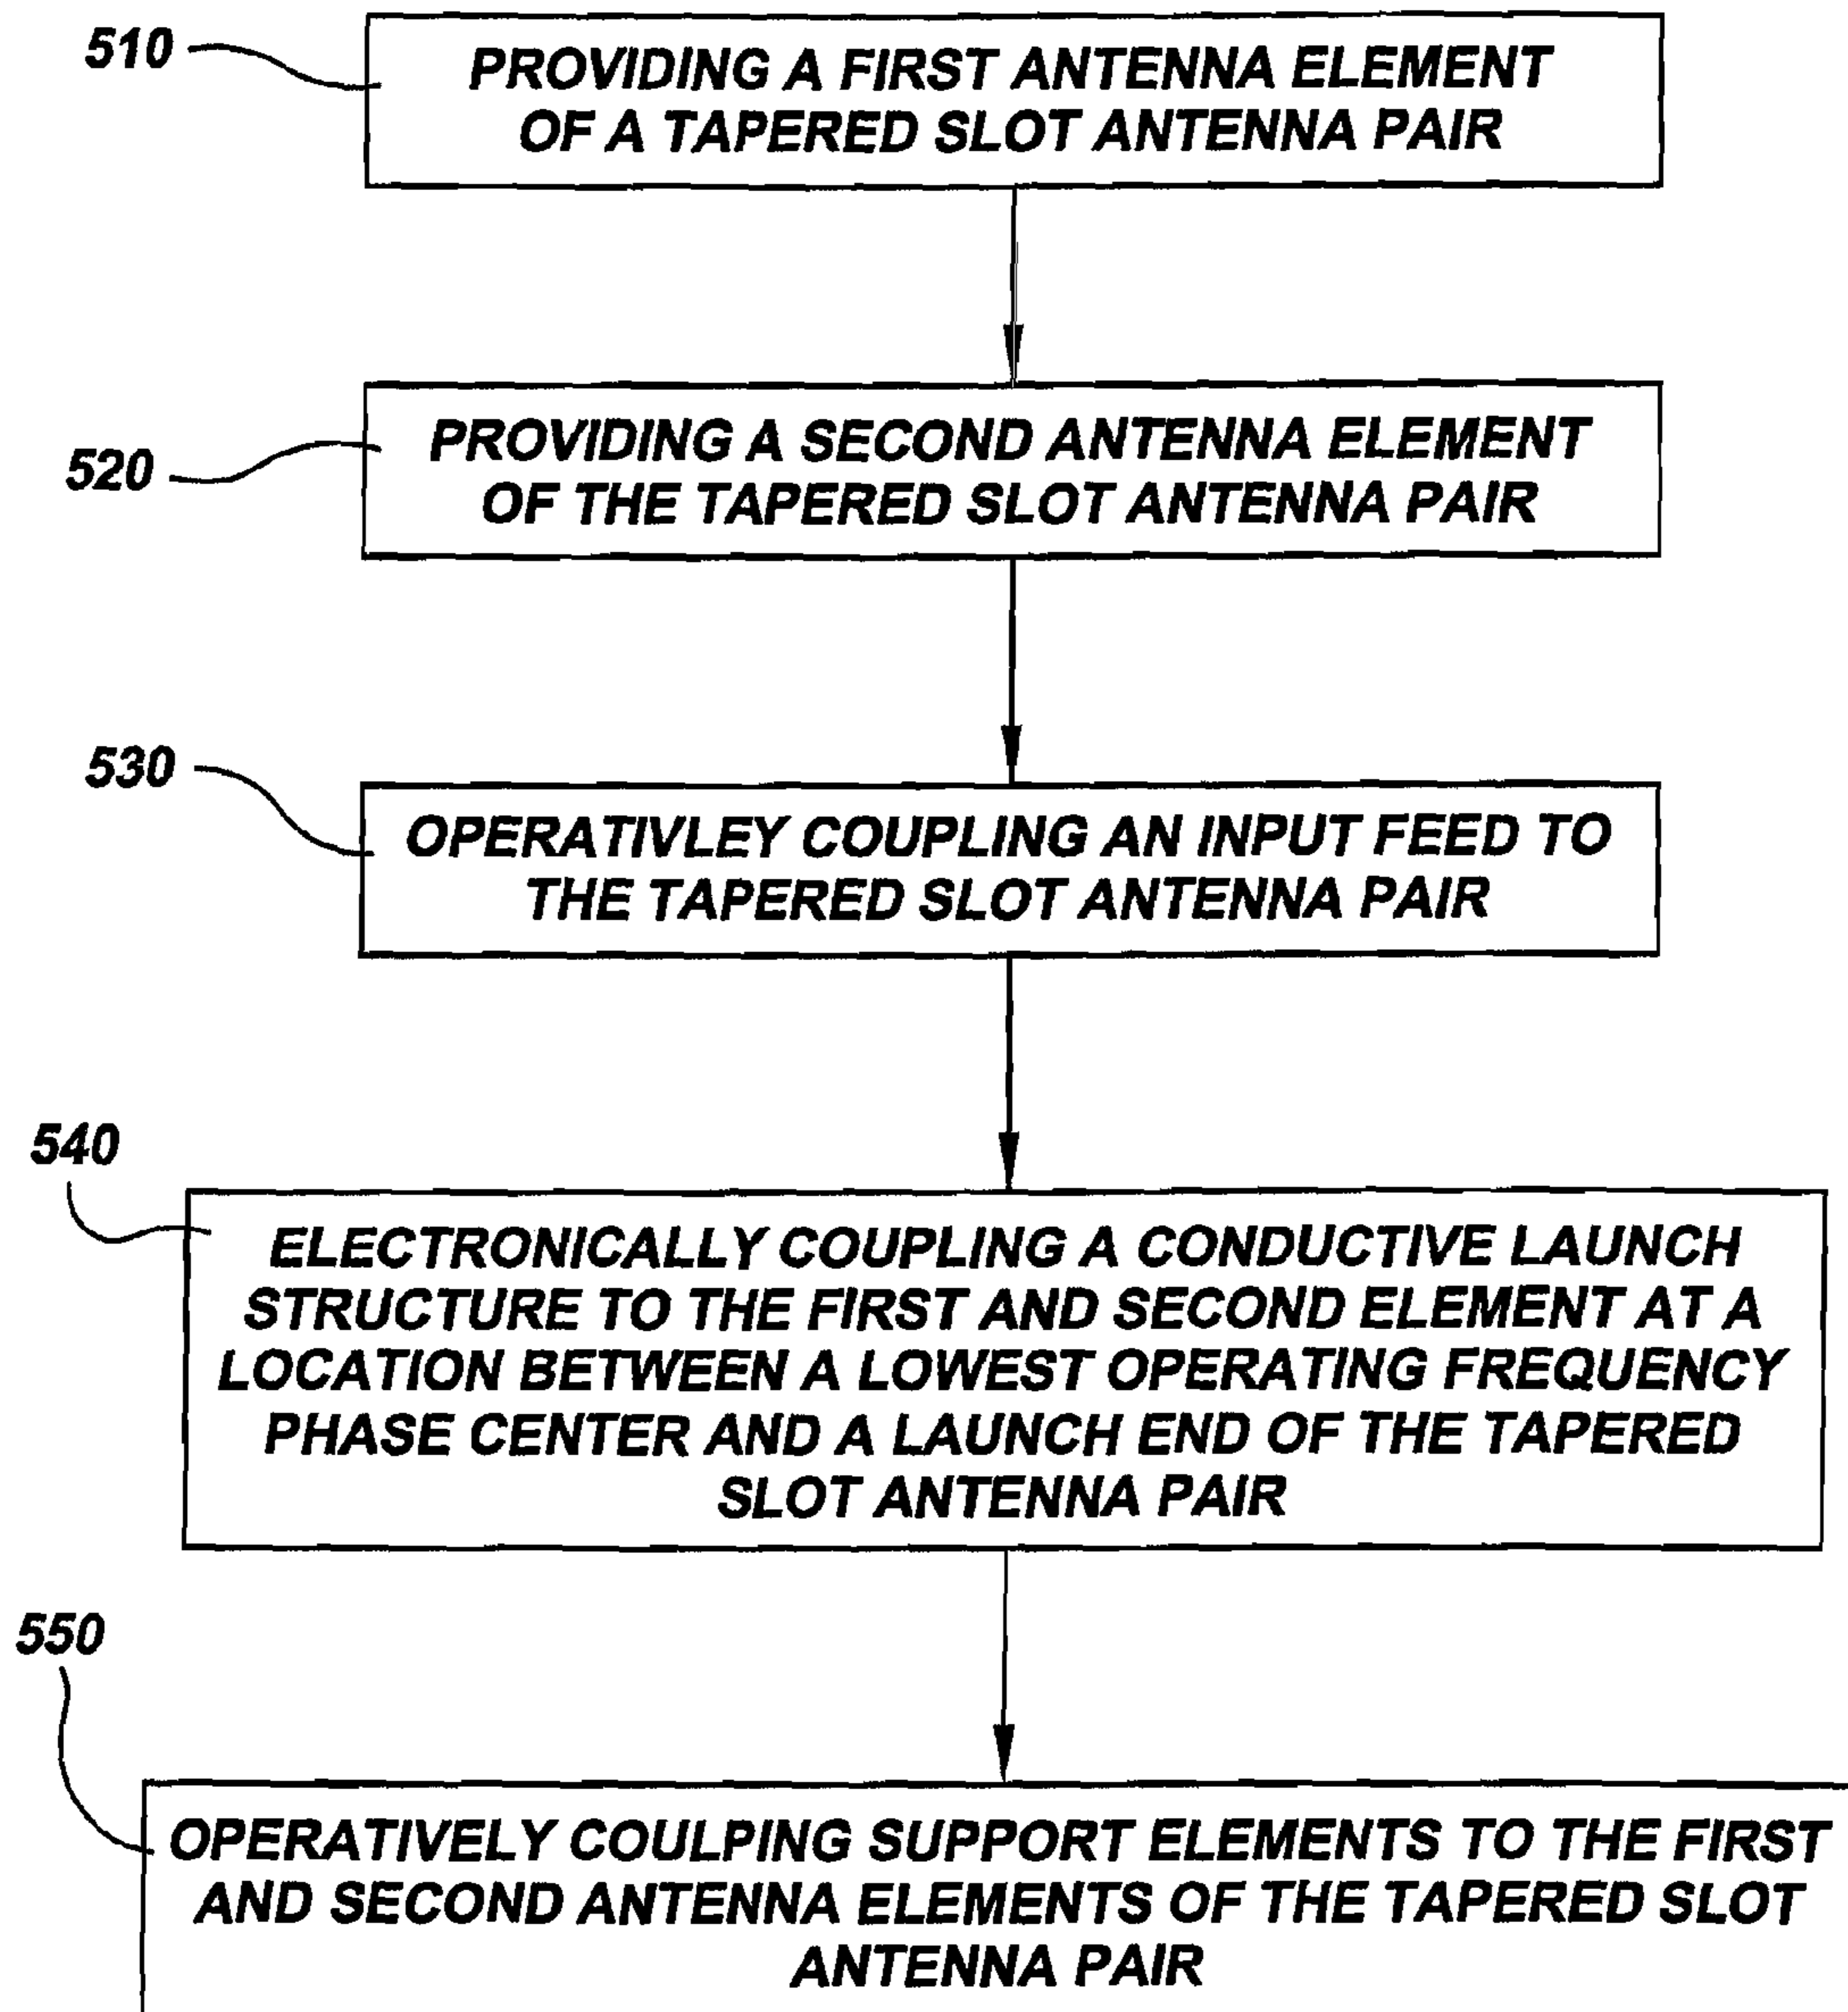 510
PROVIDING A FIRST ANTENNA ELEMENT
OF A TAPERED SLOT ANTENNA PAIR
520
PROVIDING A SECOND ANTENNA ELEMENT
OF THE TAPERED SLOT ANTENNA PAIR
530
OPERATIVLEY COUPLING AN INPUT FEED TO
THE TAPERED SLOT ANTENNA PAIR
540
ELECTRONICALLY COUPLING A CONDUCTIVE LAUNCH
STRUCTURE TO THE FIRST AND SECOND ELEMENT AT A
LOCATION BETWEEN A LOWEST OPERATING FREQUENCY
PHASE CENTER AND A LAUNCH END OF THE TAPERED
SLOT ANTENNA PAIR
550
OPERATIVELY COULPING SUPPORT ELEMENTS TO THE FIRST
AND SECOND ANTENNA ELEMENTS OF THE TAPERED SLOT
ANTENNA PAIR